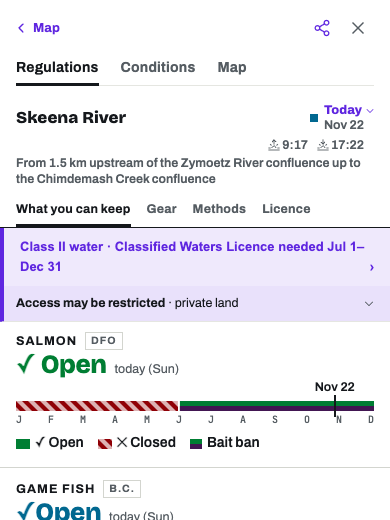 Map
Regulations Conditions Map
Skeena River
Today
Nov 22
9:17 17:22
From 1.5 km upstream of the Zymoetz River confluence up to
the Chimdemash Creek confluence
What you can keep Gear Methods Licence
Class II water · Classified Waters Licence needed Jul 1–
Dec 31
Access may be restricted · private land
SALMON DFO
✓ Open today (Sun)
Nov 22
J F M A M J J A S O N D
✓ Open ✕ Closed Bait ban
GAME FISH B.C.
✓ Open today (Sun)